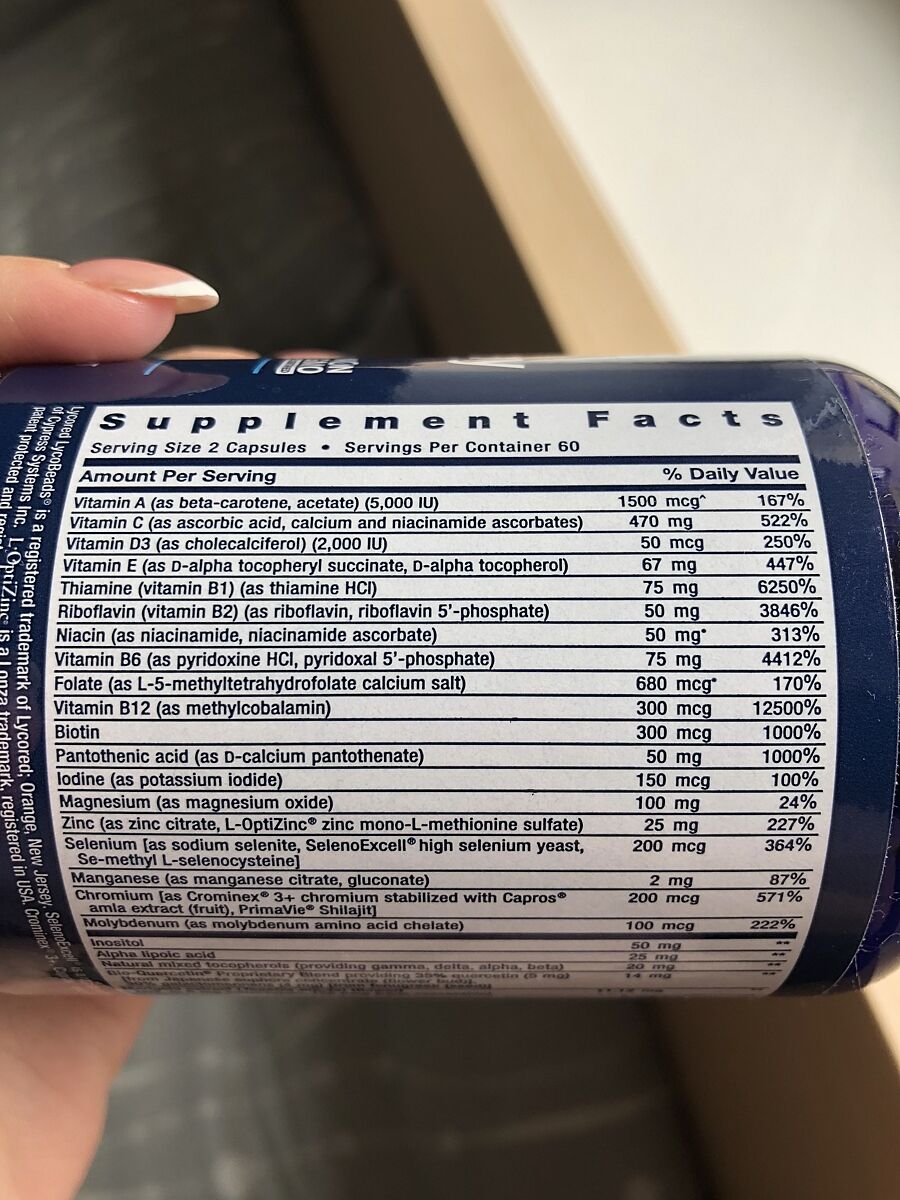 Supplement Facts
Serving Size 2 Capsules • Servings Per Container 60
Amount Per Serving % Daily Value
Vitamin A (as beta-carotene, acetate) (5,000 IU) 1500 mcg^ 167%
Vitamin C (as ascorbic acid, calcium and niacinamide ascorbates) 470 mg 522%
Vitamin D3 (as cholecalciferol) (2,000 IU) 50 mcg 250%
Vitamin E (as D-alpha tocopheryl succinate, D-alpha tocopherol) 67 mg 447%
Thiamine (vitamin B1) (as thiamine HCl) 75 mg 6250%
Riboflavin (vitamin B2) (as riboflavin, riboflavin 5’-phosphate) 50 mg 3846%
Niacin (as niacinamide, niacinamide ascorbate) 50 mg• 313%
Vitamin B6 (as pyridoxine HCl, pyridoxal 5’-phosphate) 75 mg 4412%
Folate (as L-5-methyltetrahydrofolate calcium salt) 680 mcg• 170%
Vitamin B12 (as methylcobalamin) 300 mcg 12500%
Biotin 300 mcg 1000%
Pantothenic acid (as D-calcium pantothenate) 50 mg 1000%
Iodine (as potassium iodide) 150 mcg 100%
Magnesium (as magnesium oxide) 100 mg 24%
Zinc (as zinc citrate, L-OptiZinc® zinc mono-L-methionine sulfate) 25 mg 227%
Selenium [as sodium selenite, SelenoExcell® high selenium yeast, 200 mcg 364%
Se-methyl L-selenocysteine]
Manganese (as manganese citrate, gluconate) 2 mg 87%
Chromium [as Crominex® 3+ chromium stabilized with Capros® 200 mcg 571%
amla extract (fruit), PrimaVie® Shilajit]
Molybdenum (as molybdenum amino acid chelate) 100 mcg 222%
Inositol 50 mg **
Alpha lipoic acid 25 mg **
Natural mixed tocopherols (providing gamma, delta, alpha, beta) 20 mg **
Bio-Quercetin® Proprietary Blend providing 35% quercetin (5 mg) 14 mg **
Lycored LycoBeads® is a registered trademark of Lycored; Orange, New Jersey. SelenoExcell
of Cypress Systems Inc. L-OptiZinc® is a Lonza trademark, registered in USA. Crominex® 3+
patent protected and